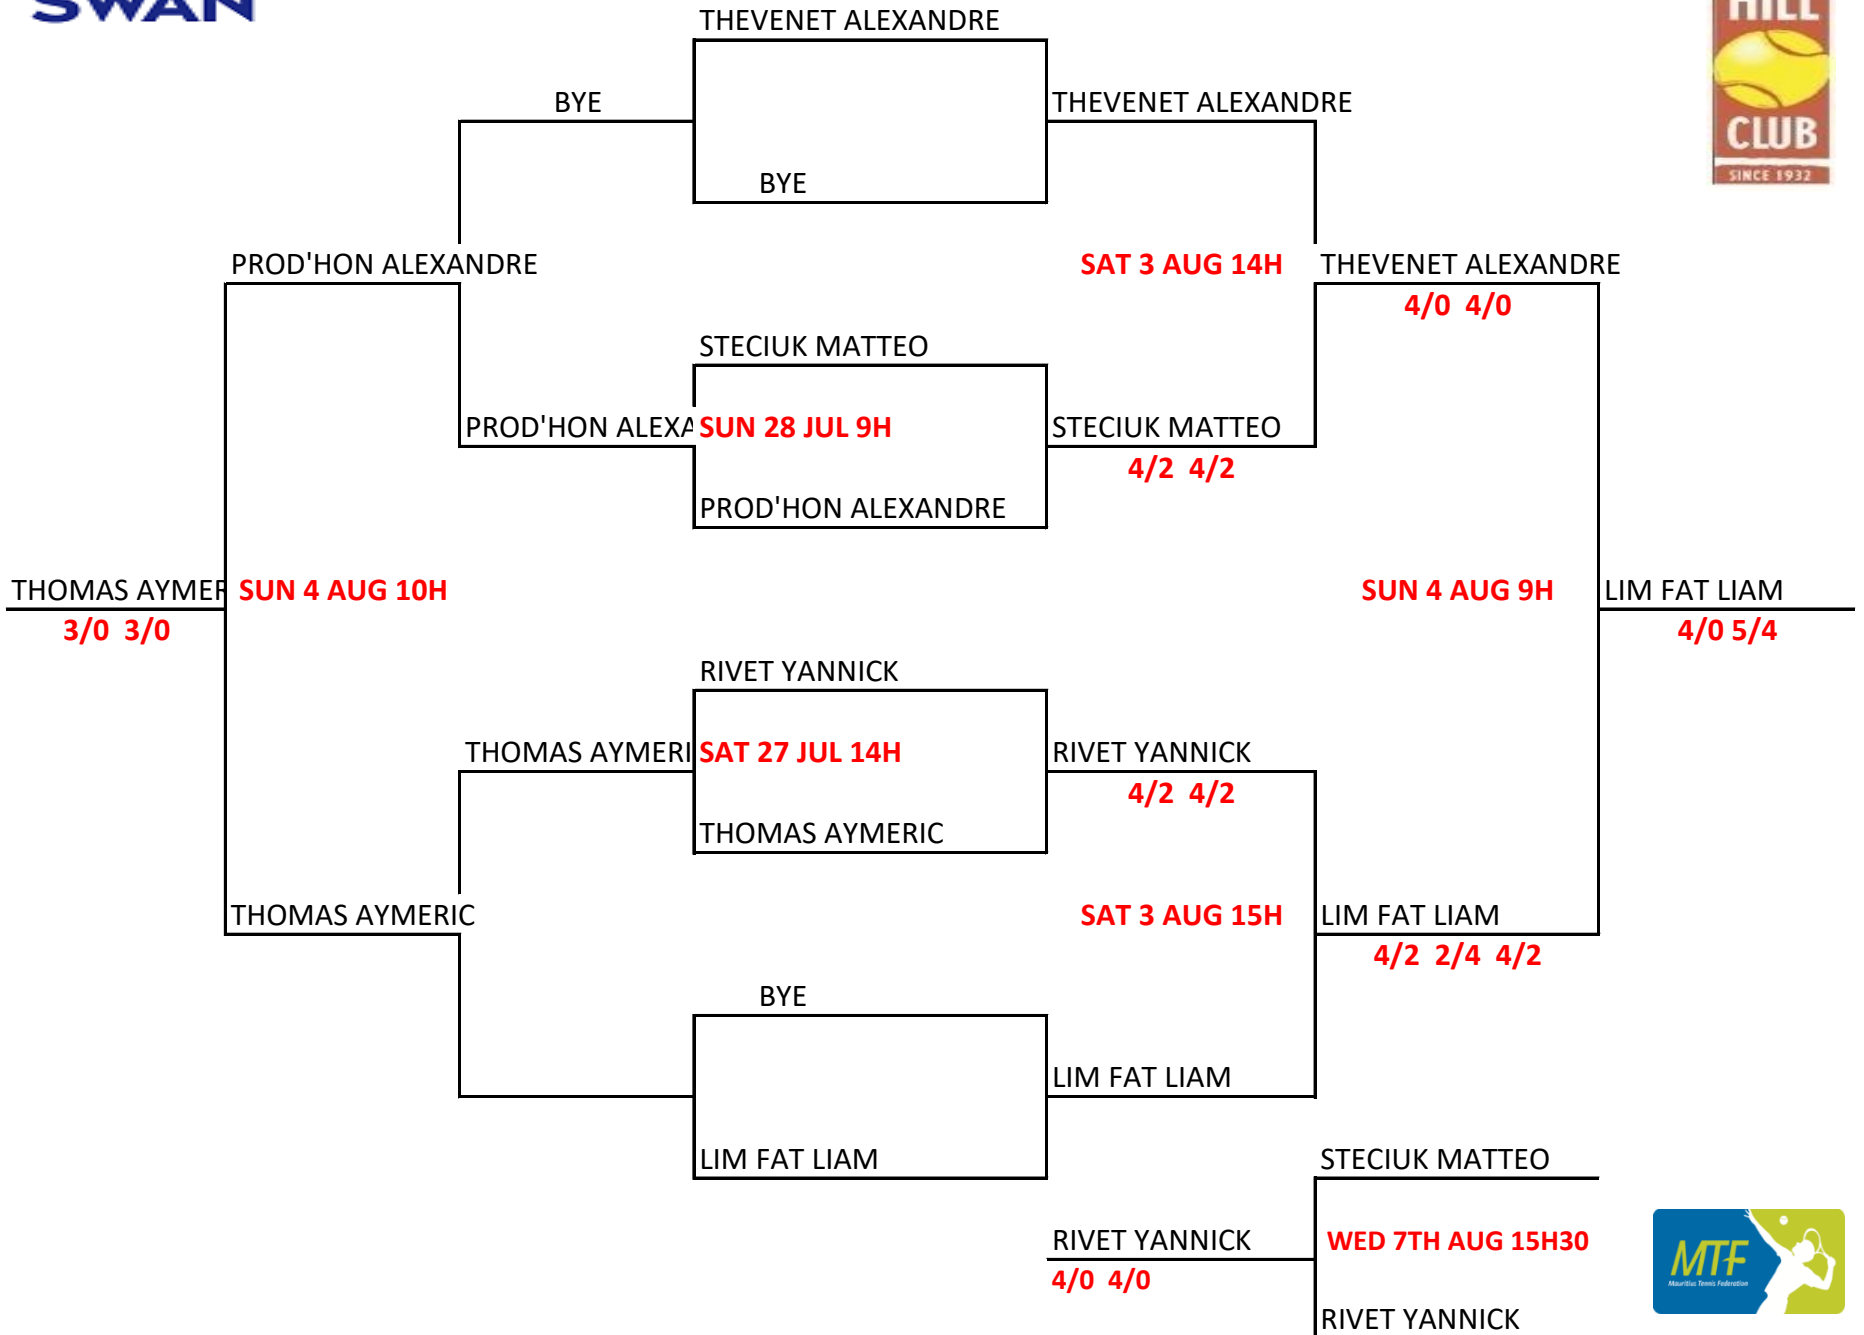 SWAN
HILL
CLUB
SINCE 1932
THEVENET ALEXANDRE
BYE
THEVENET ALEXANDRE
BYE
PROD'HON ALEXANDRE
SAT 3 AUG 14H
THEVENET ALEXANDRE
4/0 4/0
STECIUK MATTEO
PROD'HON ALEXA
SUN 28 JUL 9H
STECIUK MATTEO
4/2 4/2
PROD'HON ALEXANDRE
THOMAS AYMER
SUN 4 AUG 10H
SUN 4 AUG 9H
LIM FAT LIAM
3/0 3/0
4/0 5/4
RIVET YANNICK
THOMAS AYMERI
SAT 27 JUL 14H
RIVET YANNICK
4/2 4/2
THOMAS AYMERIC
THOMAS AYMERIC
SAT 3 AUG 15H
LIM FAT LIAM
4/2 2/4 4/2
BYE
LIM FAT LIAM
LIM FAT LIAM
STECIUK MATTEO
RIVET YANNICK
WED 7TH AUG 15H30
4/0 4/0
RIVET YANNICK
MTF
Mauritius Tennis Federation